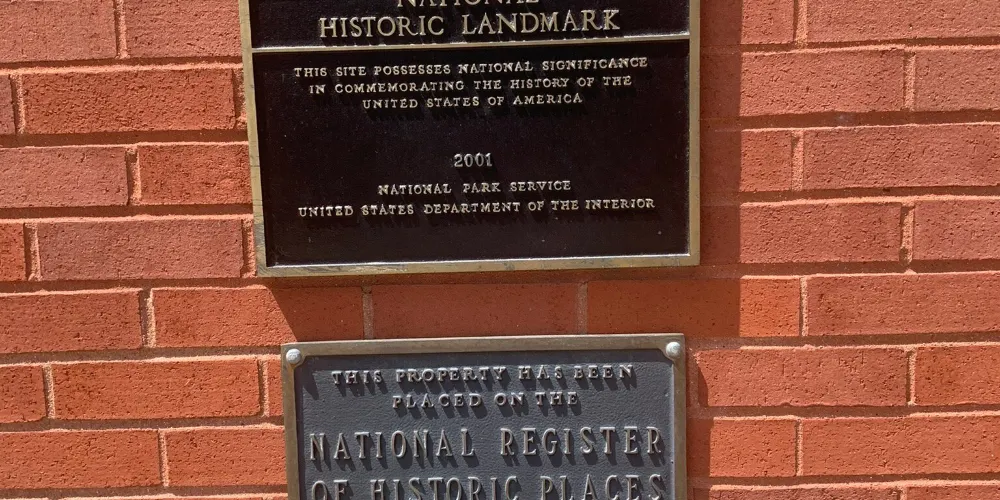 NATIONAL
HISTORIC LANDMARK
THIS SITE POSSESSES NATIONAL SIGNIFICANCE
IN COMMEMORATING THE HISTORY OF THE
UNITED STATES OF AMERICA
2001
NATIONAL PARK SERVICE
UNITED STATES DEPARTMENT OF THE INTERIOR
THIS PROPERTY HAS BEEN
PLACED ON THE
NATIONAL REGISTER
OF HISTORIC PLACES